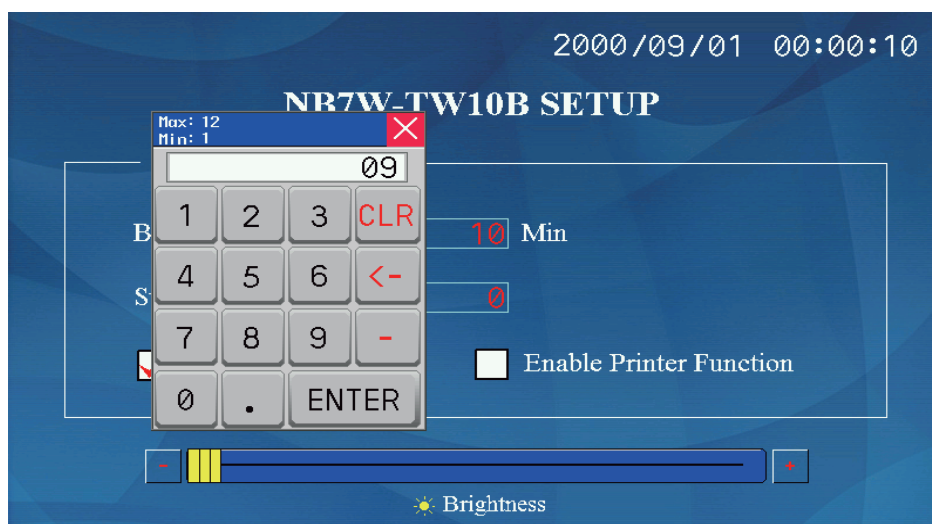 2000/09/01 00:00:10
NB7W-TW10B SETUP
Max: 12
Min: 1
09
1 2 3 CLR
B 10 Min
4 5 6 <-
S 0
7 8 9 -
Enable Printer Function
0 . ENTER
- +
Brightness